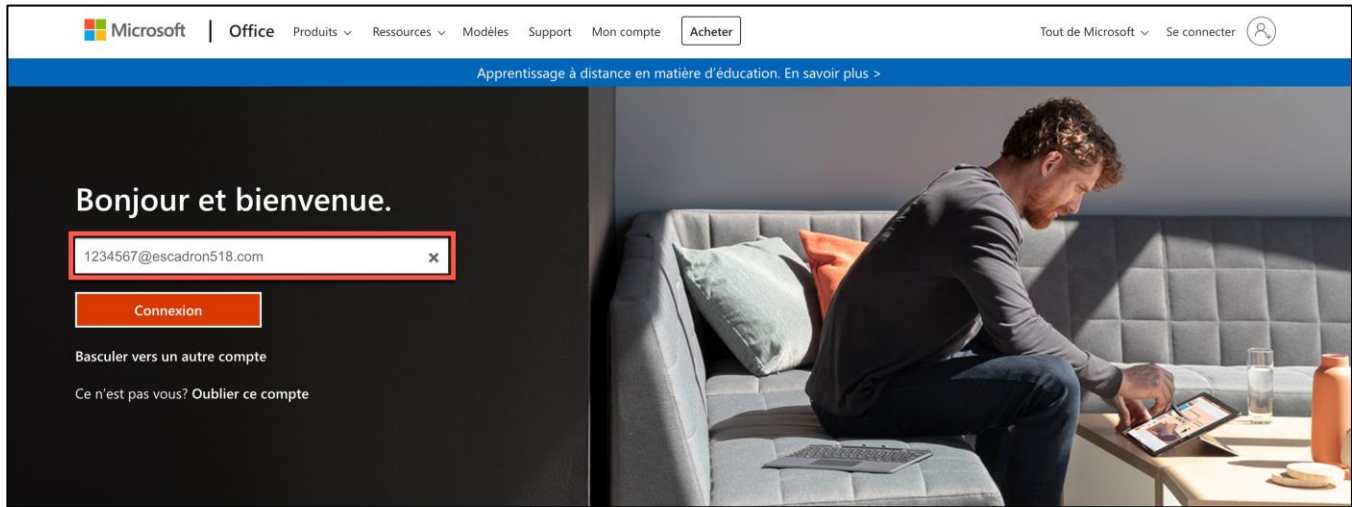 Microsoft | Office Produits Ressources Modèles Support Mon compte Acheter Tout de Microsoft Se connecter
Apprentissage à distance en matière d'éducation. En savoir plus >
Bonjour et bienvenue.
1234567@escadron518.com
Connexion
Basculer vers un autre compte
Ce n'est pas vous? Oublier ce compte